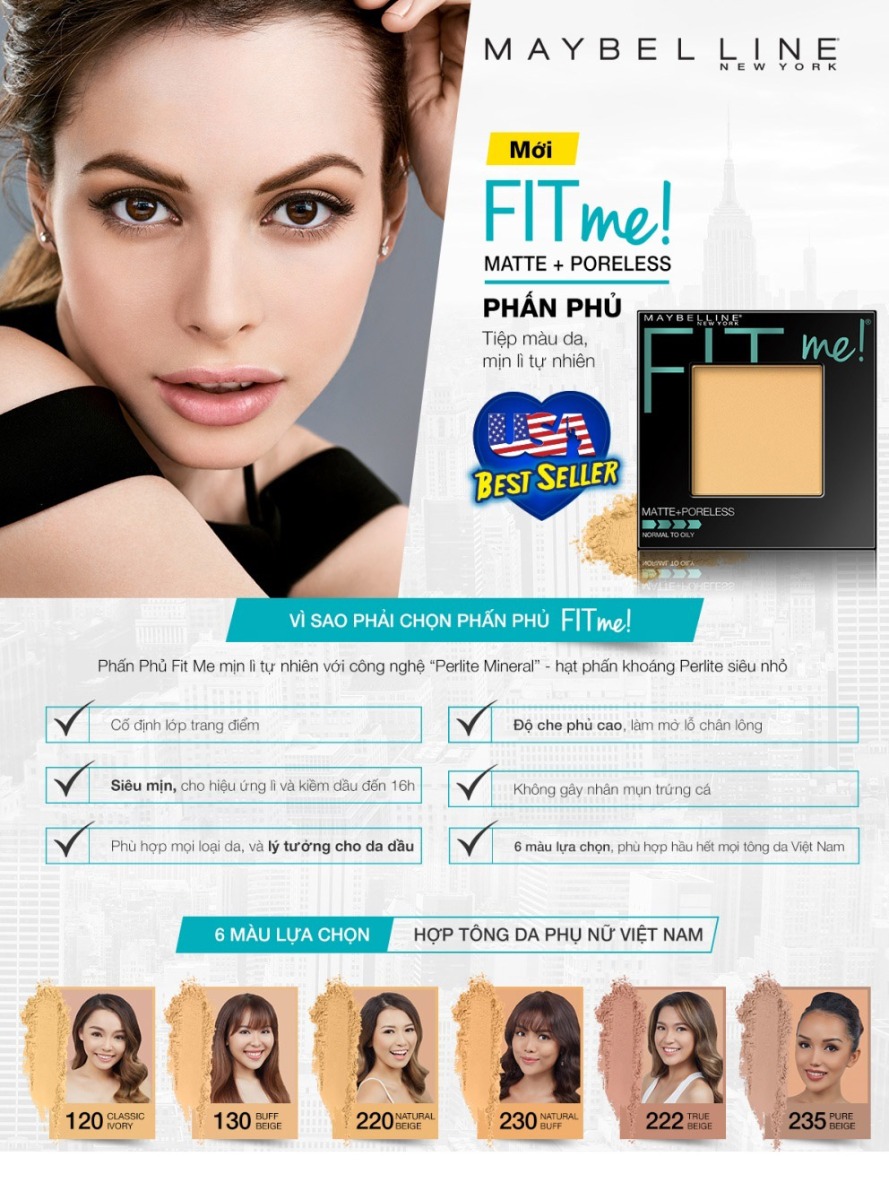 MAYBELLINE
NEW YORK
Mới
FIT me!
MATTE + PORELESS
PHẤN PHỦ
Tiệp màu da,
mịn lì tự nhiên
USA
BEST SELLER
MAYBELLINE®
NEW YORK
FIT me!®
MATTE+PORELESS
NORMAL TO OILY
VÌ SAO PHẢI CHỌN PHẤN PHỦ FIT me!
Phấn Phủ Fit Me mịn lì tự nhiên với công nghệ “Perlite Mineral” - hạt phấn khoáng Perlite siêu nhỏ
Cố định lớp trang điểm
Độ che phủ cao, làm mờ lỗ chân lông
Siêu mịn, cho hiệu ứng lì và kiềm dầu đến 16h
Không gây nhân mụn trứng cá
Phù hợp mọi loại da, và lý tưởng cho da dầu
6 màu lựa chọn, phù hợp hầu hết mọi tông da Việt Nam
6 MÀU LỰA CHỌN HỢP TÔNG DA PHỤ NỮ VIỆT NAM
120 CLASSIC IVORY
130 BUFF BEIGE
220 NATURAL BEIGE
230 NATURAL BUFF
222 TRUE BEIGE
235 PURE BEIGE